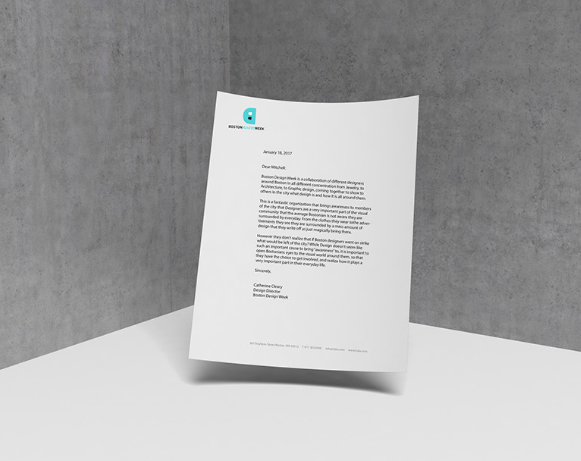 BOSTONDESIGNWEEK
January 18, 2017
Dear Mitchell:
Boston Design Week is a collaboration of different designers
around Boston in all different concentration from Jewelry, to
Architecture, to Graphic design, coming together to show to
others in the city what design is and how it is all around them.
This is a fantastic organization that brings awareness to members
of the city that Designers are a very important part of the visual
community that the average Bostonian is not aware they are
surrounded by everyday. From the clothes they wear to the
they are they are surrounded by a mass amount of
design that they write off as just magically being there.
However they don't realize that if Boston designers went on strike
what would be left of the city? While Design doesn't seem like
such an important cause to bring "awareness" to, it is important to
open Bostonians eyes to the visual world around them, so that
they have the choice to get involved, and realize how it plays a
very important part in their everyday life.
Sincerely,
Catherine Cleary
Design Director
Boston Design Week